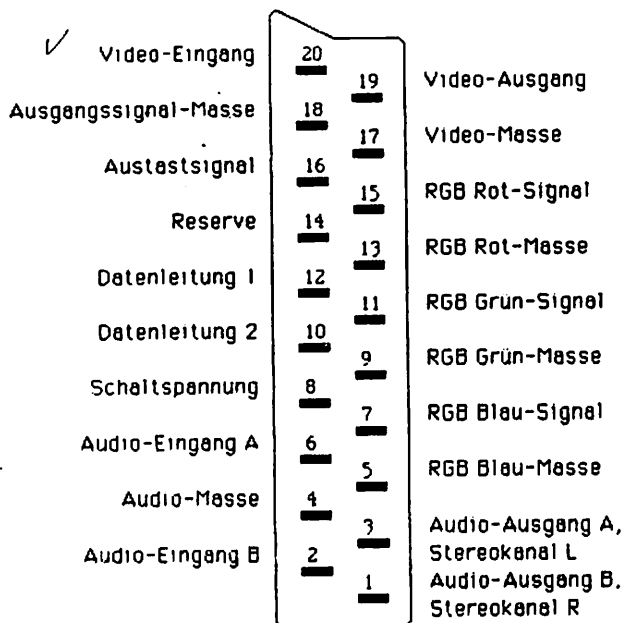 Video-Eingang 20
19 Video-Ausgang
Ausgangssignal-Masse 18
17 Video-Masse
Austastsignal 16
15 RGB Rot-Signal
Reserve 14
13 RGB Rot-Masse
Datenleitung 1 12
11 RGB Grün-Signal
Datenleitung 2 10
9 RGB Grün-Masse
Schaltspannung 8
7 RGB Blau-Signal
Audio-Eingang A 6
5 RGB Blau-Masse
Audio-Masse 4
3 Audio-Ausgang A,
Stereokanal L
Audio-Eingang B 2
1 Audio-Ausgang B,
Stereokanal R